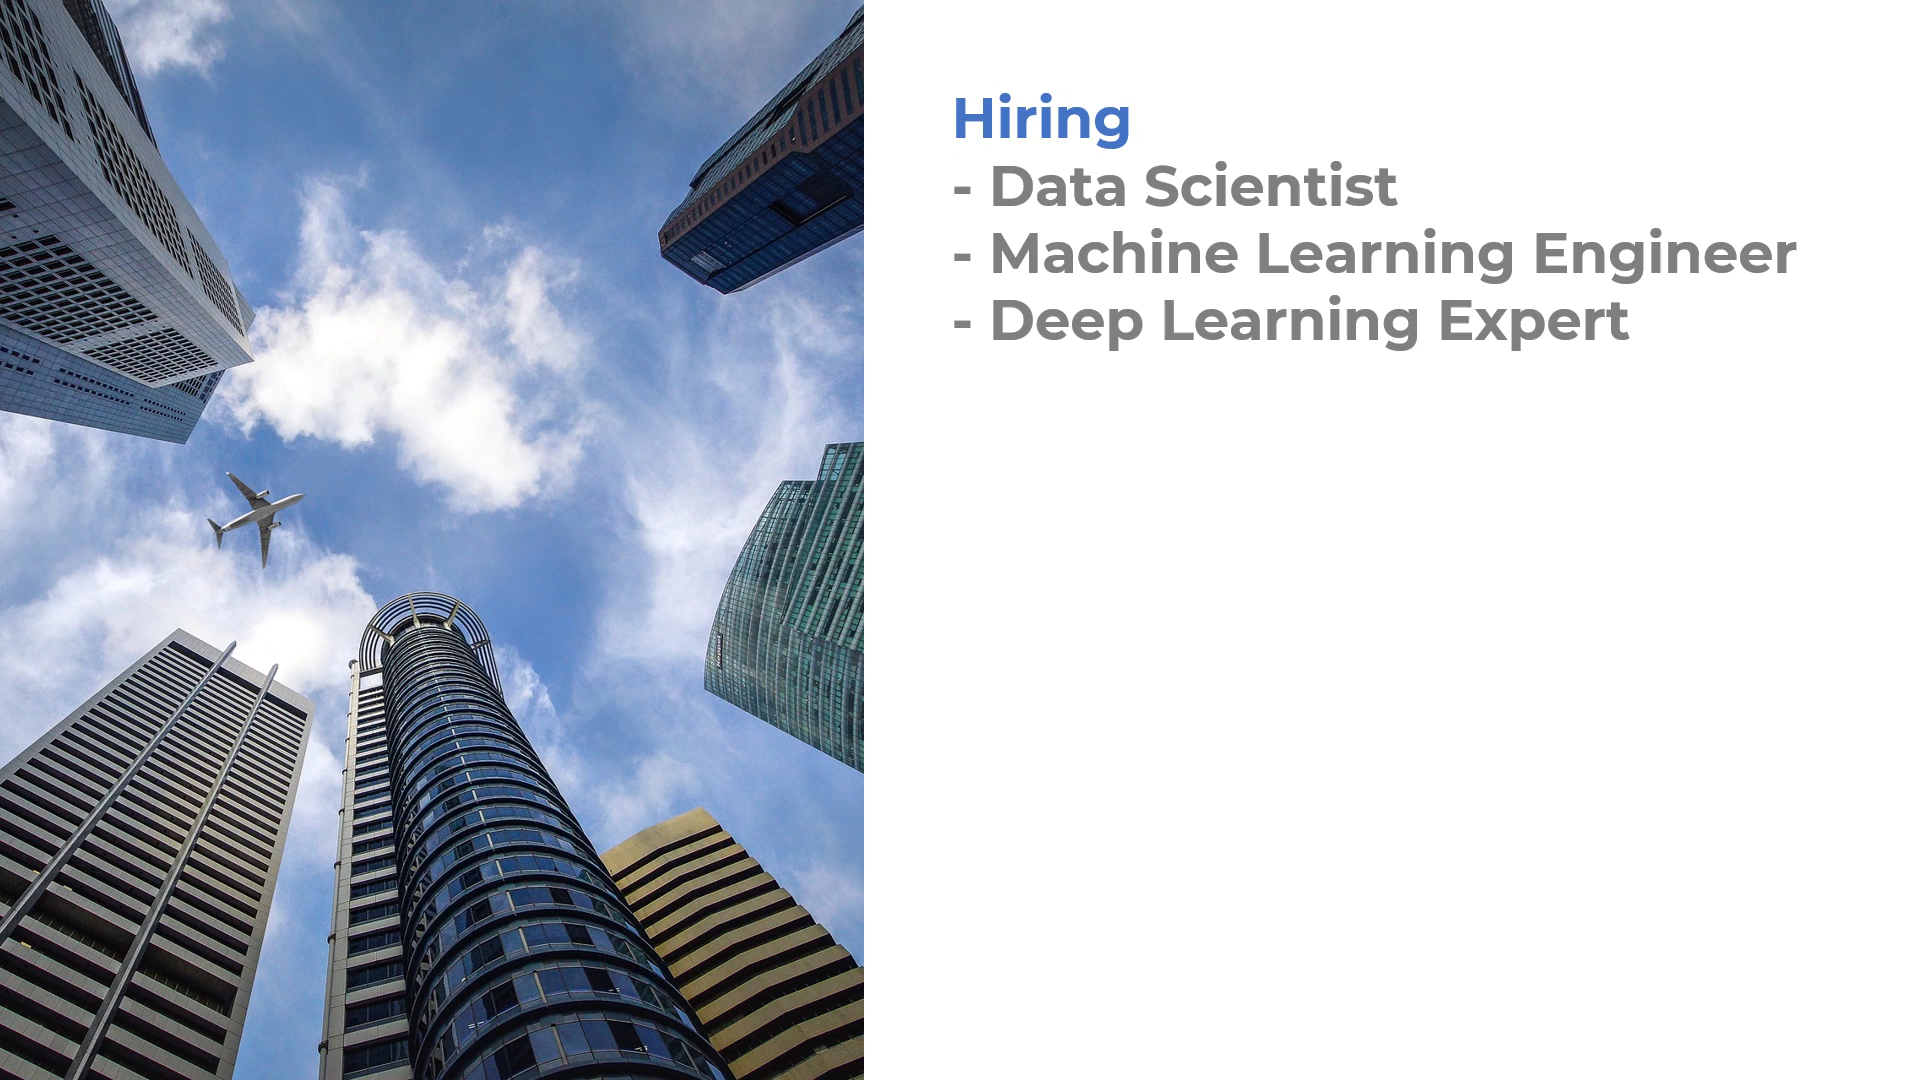 Hiring
- Data Scientist
- Machine Learning Engineer
- Deep Learning Expert